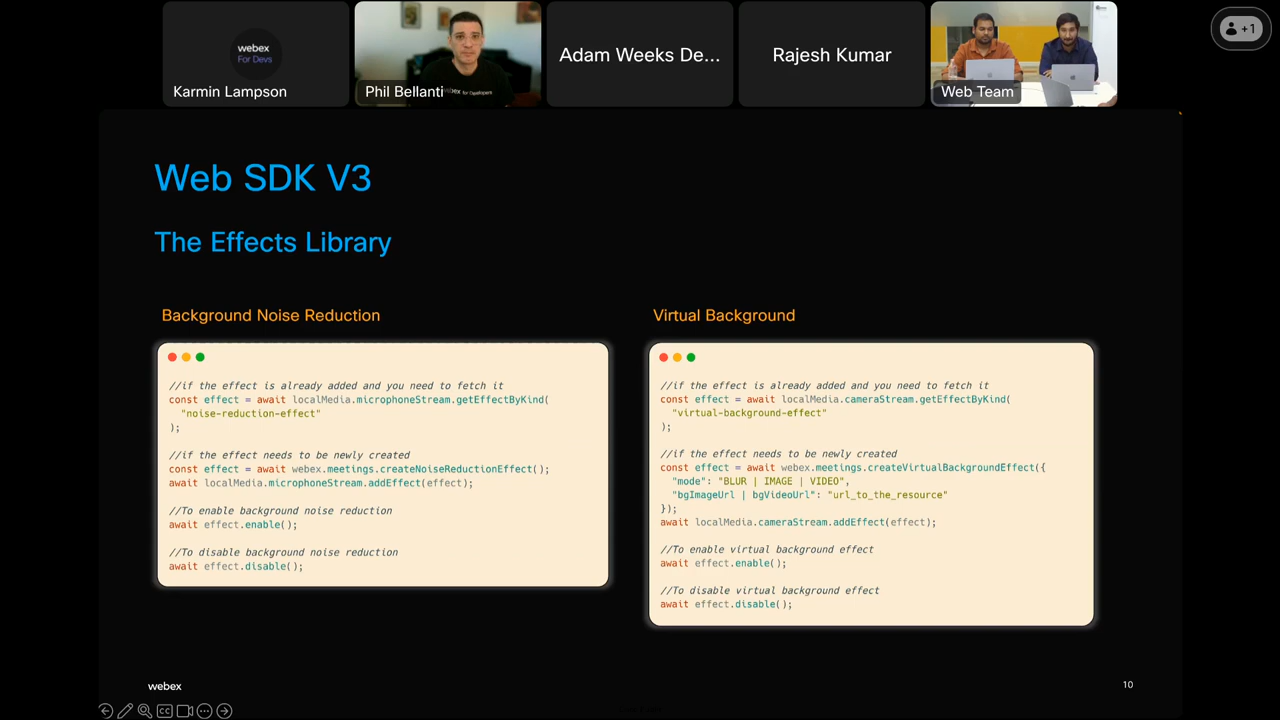 webex
For Devs
Karmin Lampson
Phil Bellanti
for Developers
Adam Weeks De...
Rajesh Kumar
Web Team
+1
Web SDK V3
The Effects Library
Background Noise Reduction
//if the effect is already added and you need to fetch it
const effect = await localMedia.microphoneStream.getEffectByKind(
"noise-reduction-effect"
);
//if the effect needs to be newly created
const effect = await webex.meetings.createNoiseReductionEffect();
await localMedia.microphoneStream.addEffect(effect);
//To enable background noise reduction
await effect.enable();
//To disable background noise reduction
await effect.disable();
Virtual Background
//if the effect is already added and you need to fetch it
const effect = await localMedia.cameraStream.getEffectByKind(
"virtual-background-effect"
);
//if the effect needs to be newly created
const effect = await webex.meetings.createVirtualBackgroundEffect({
"mode": "BLUR | IMAGE | VIDEO",
"bgImageUrl | bgVideoUrl": "url_to_the_resource"
});
await localMedia.cameraStream.addEffect(effect);
//To enable virtual background effect
await effect.enable();
//To disable virtual background effect
await effect.disable();
webex
10
CC